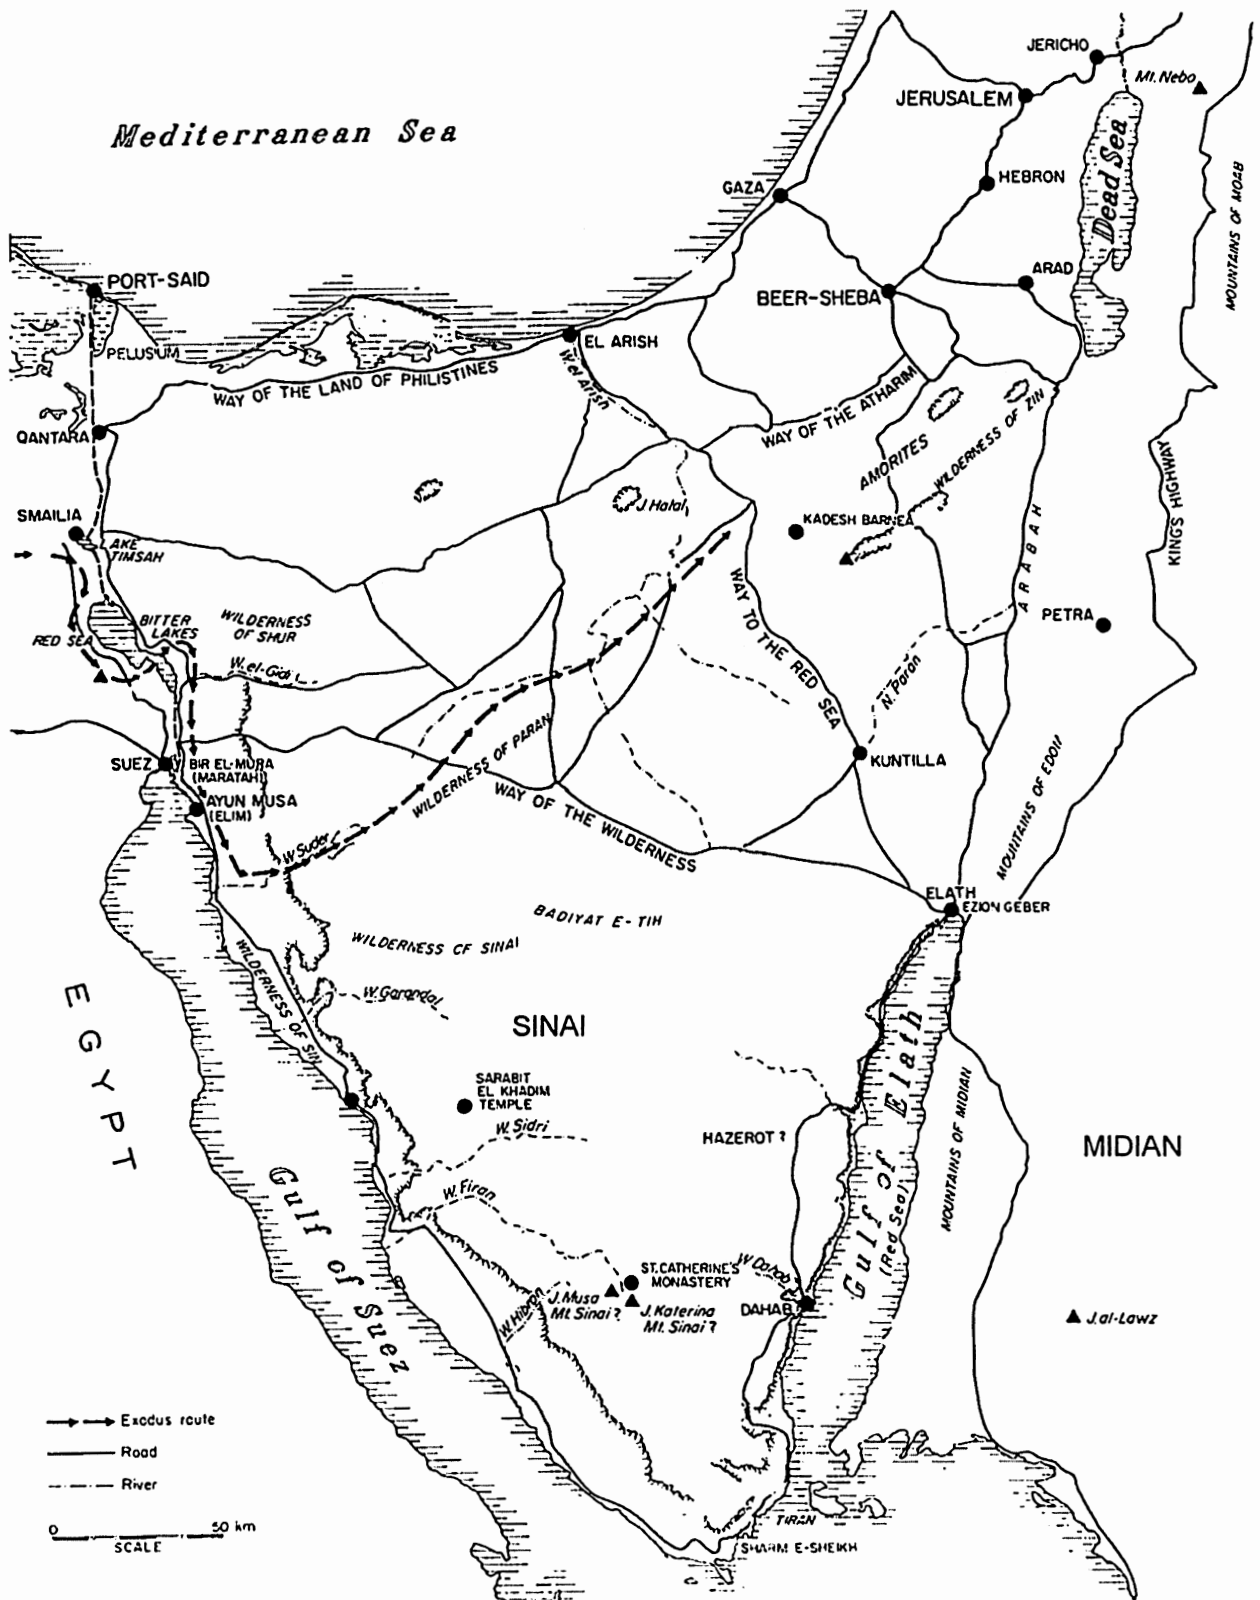 JERICHO
Mt. Nebo
JERUSALEM
Mediterranean Sea
Dead Sea
HEBRON
GAZA
MOUNTAINS OF MOAB
ARAD
PORT-SAID
BEER-SHEBA
EL ARISH
PELUSUM
W. el Arish
WAY OF THE LAND OF PHILISTINES
WAY OF THE ATHARIM
WILDERNESS OF ZIN
AMORITES
QANTARA
KING'S HIGHWAY
J. Halal
SMAILIA
KADESH BARNEA
AKE
TIMSAH
ARABAH
WAY TO THE RED SEA
PETRA
BITTER
LAKES
WILDERNESS
OF SHUR
RED SEA
W. el-Gidi
N. Paran
WILDERNESS OF PARAN
SUEZ
BIR EL-MURA
(MARATAH)
KUNTILLA
MOUNTAINS OF EDOM
AYUN MUSA
(ELIM)
WAY OF THE WILDERNESS
W. Suder
ELATH
EZION GEBER
BADIYAT E-TIH
WILDERNESS OF SINAI
WILDERNESS OF SIN
W. Garandal
EGYPT
SINAI
Gulf of Elath
(Red Sea)
SARABIT
EL KHADIM
TEMPLE
W. Sidri
HAZEROT ?
MOUNTAINS OF MIDIAN
MIDIAN
Gulf of Suez
W. Firan
ST. CATHERINE'S
MONASTERY
W. Dahab
J. Musa
Mt. Sinai ?
J. Katerina
Mt. Sinai ?
DAHAB
W. Hibran
J. al-Lawz
Exodus route
Road
River
0 50 km
SCALE
TIRAN
SHARM E-SHEIKH